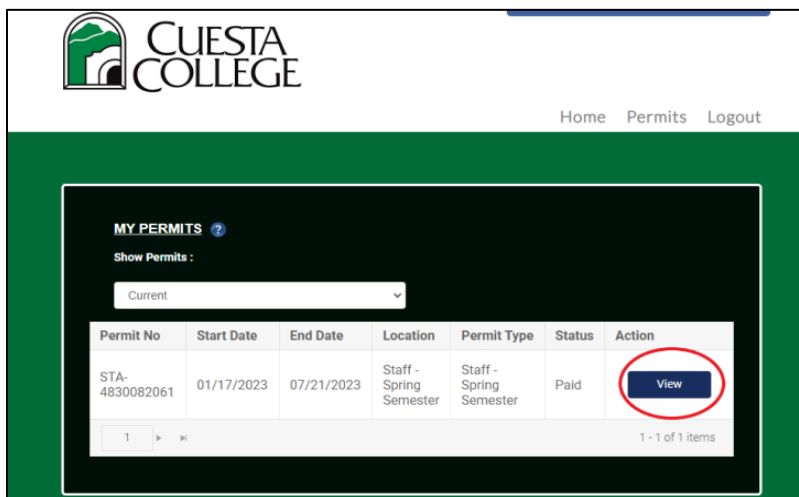 CUESTA
COLLEGE
Home Permits Logout
MY PERMITS ?
Show Permits :
Current
Permit No Start Date End Date Location Permit Type Status Action
STA-
4830082061 01/17/2023 07/21/2023 Staff -
Spring
Semester Staff -
Spring
Semester Paid View
1 1 - 1 of 1 items